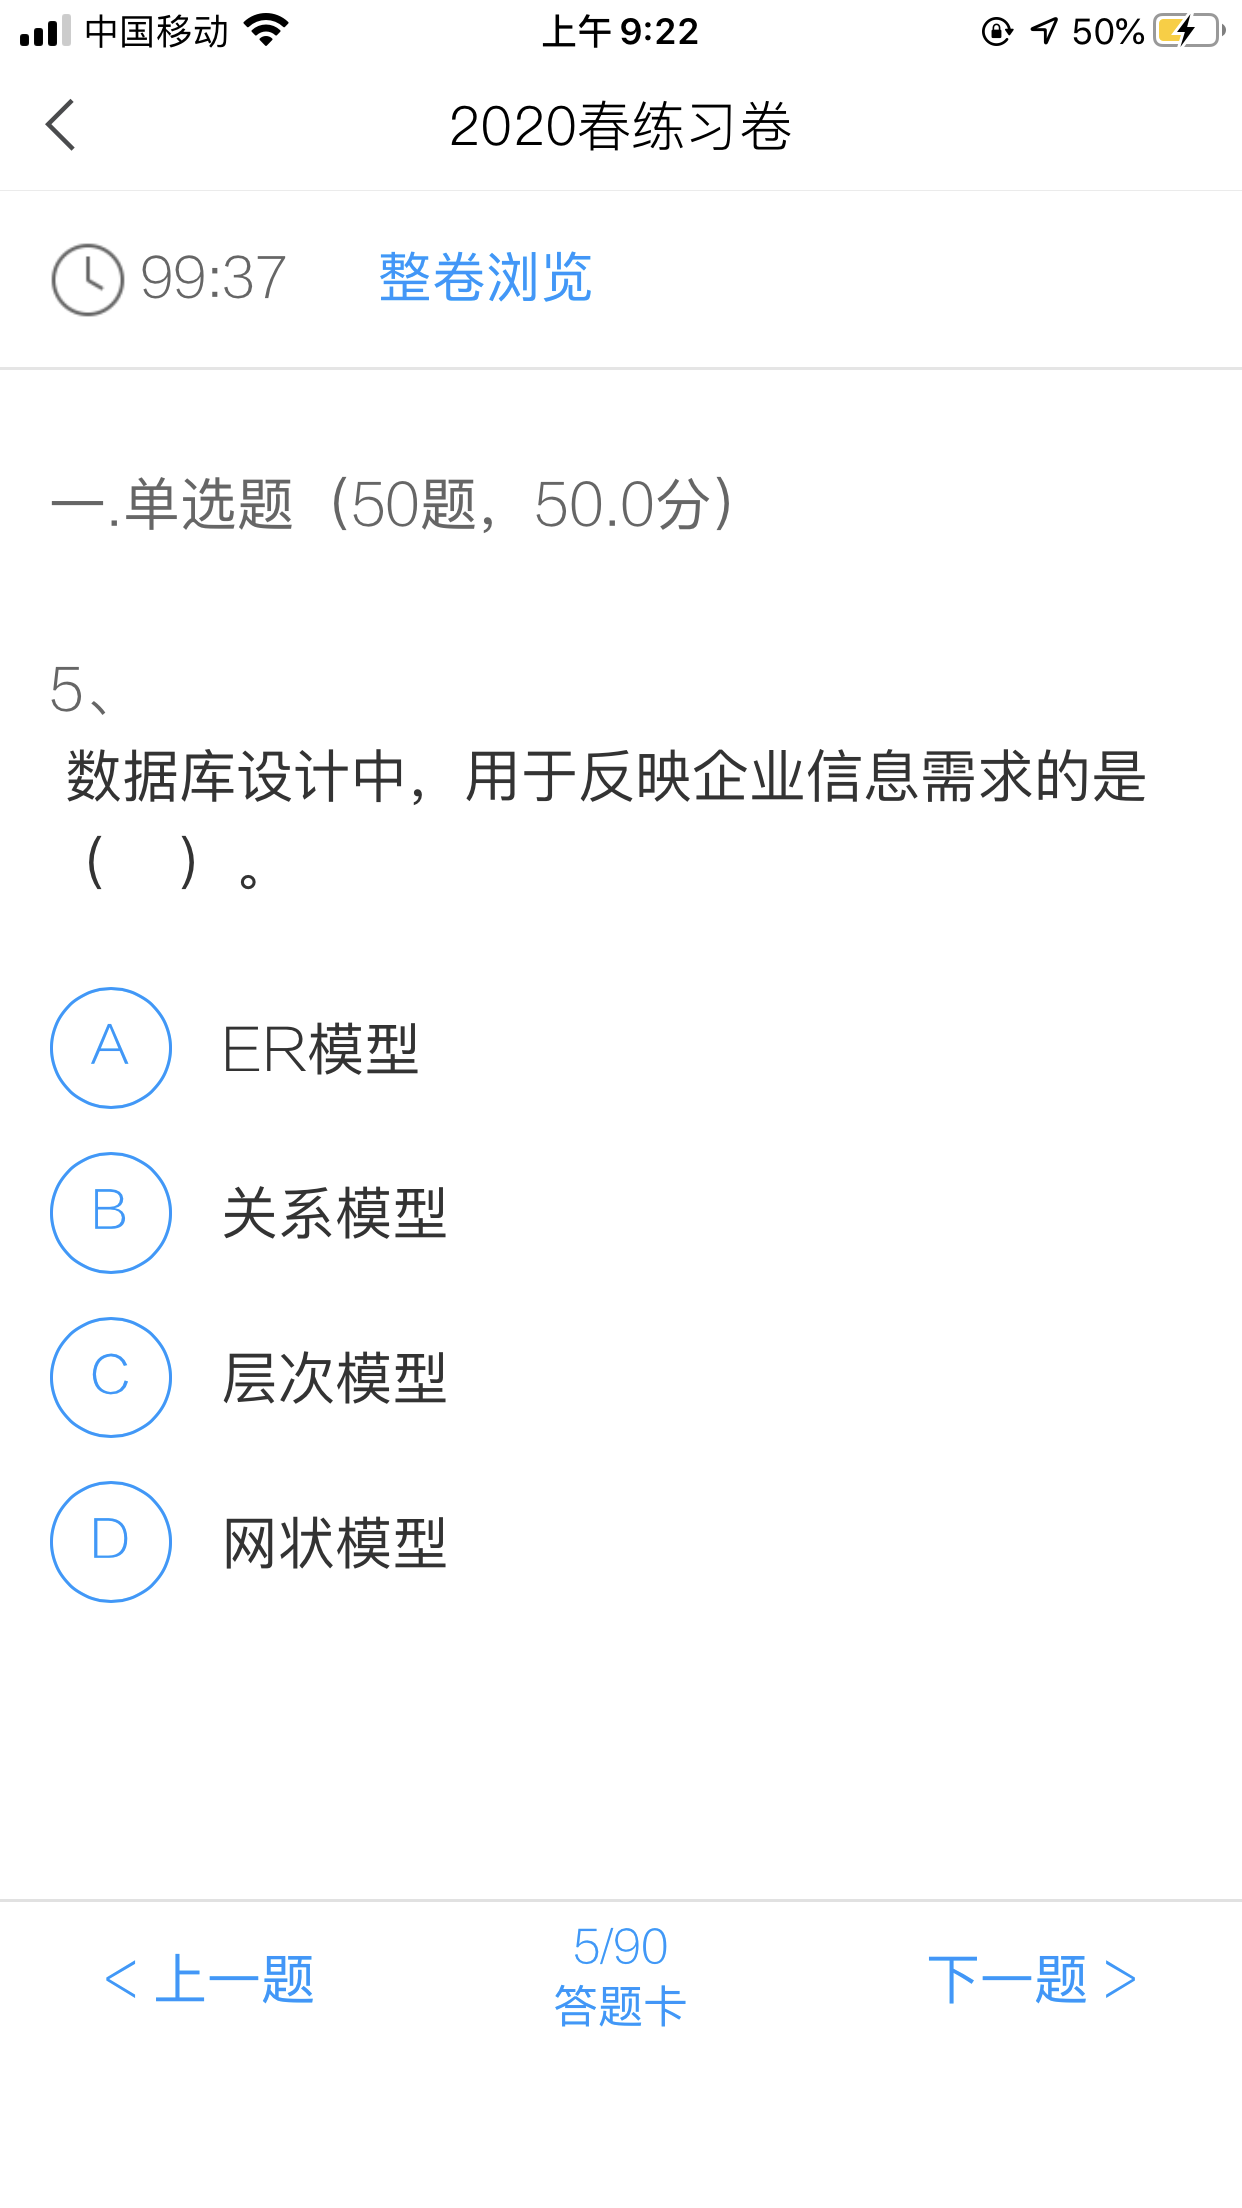 中国移动 上午 9:22 50%
2020春练习卷
99:37 整卷浏览
一.单选题（50题，50.0分）
5、
数据库设计中，用于反映企业信息需求的是
（　）。
A ER模型
B 关系模型
C 层次模型
D 网状模型
< 上一题 5/90 下一题 >
答题卡